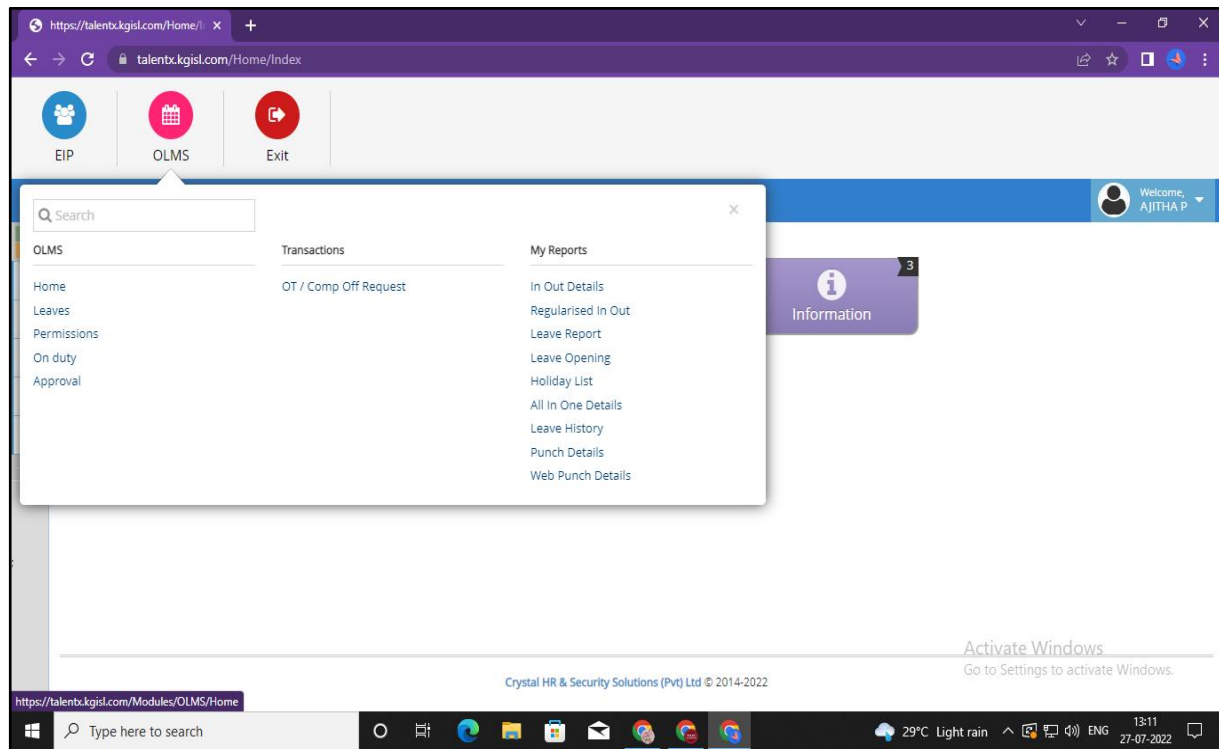 https://talentx.kgisl.com/Home/I
talentx.kgisl.com/Home/Index
EIP
OLMS
Exit
Welcome,
AJITHA P
Search
OLMS
Home
Leaves
Permissions
On duty
Approval
Transactions
OT / Comp Off Request
My Reports
In Out Details
Regularised In Out
Leave Report
Leave Opening
Holiday List
All In One Details
Leave History
Punch Details
Web Punch Details
3
Information
Activate Windows
Go to Settings to activate Windows.
Crystal HR & Security Solutions (Pvt) Ltd © 2014-2022
https://talentx.kgisl.com/Modules/OLMS/Home
Type here to search
29°C Light rain
ENG
13:11
27-07-2022